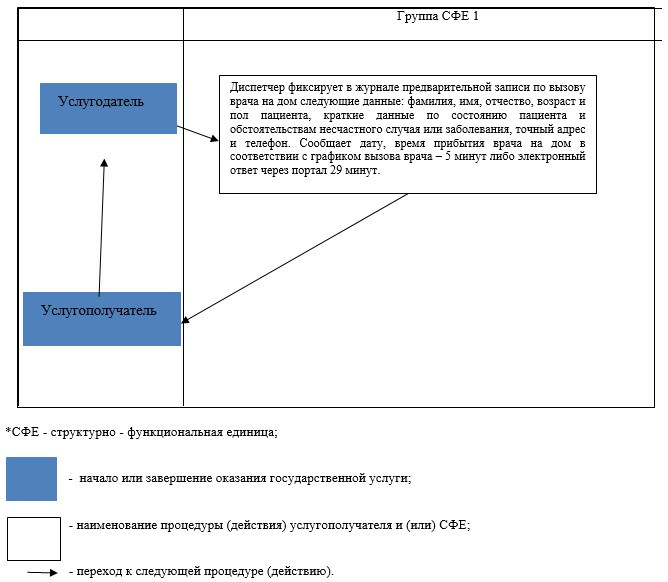 Группа СФЕ 1
Услугодатель
Диспетчер фиксирует в журнале предварительной записи по вызову
врача на дом следующие данные: фамилия, имя, отчество, возраст и
пол пациента, краткие данные по состоянию пациента и
обстоятельствам несчастного случая или заболевания, точный адрес
и телефон. Сообщает дату, время прибытия врача на дом в
соответствии с графиком вызова врача – 5 минут либо электронный
ответ через портал 29 минут.
Услугополучатель
*СФЕ - структурно - функциональная единица;
- начало или завершение оказания государственной услуги;
- наименование процедуры (действия) услугополучателя и (или) СФЕ;
- переход к следующей процедуре (действию).